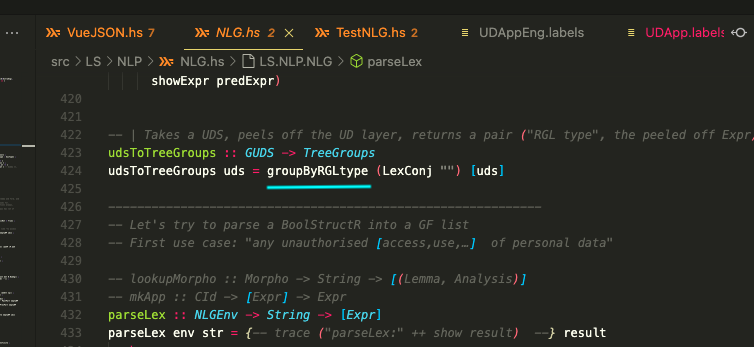 VueJSON.hs 7
NLG.hs 2 ×
TestNLG.hs 2
UDAppEng.labels
UDApp.labels
src > LS > NLP > NLG.hs > LS.NLP.NLG > parseLex
showExpr predExpr)
420
421
422 -- | Takes a UDS, peels off the UD layer, returns a pair ("RGL type", the peeled off Expr)
423 udsToTreeGroups :: GUDS -> TreeGroups
424 udsToTreeGroups uds = groupByRGLtype (LexConj "") [uds]
425
426 ------------------------------------------------------------
427 -- Let's try to parse a BoolStructR into a GF list
428 -- First use case: "any unauthorised [access,use,…] of personal data"
429
430 -- lookupMorpho :: Morpho -> String -> [(Lemma, Analysis)]
431 -- mkApp :: CId -> [Expr] -> Expr
432 parseLex :: NLGEnv -> String -> [Expr]
433 parseLex env str = {-- trace ("parseLex:" ++ show result) --} result